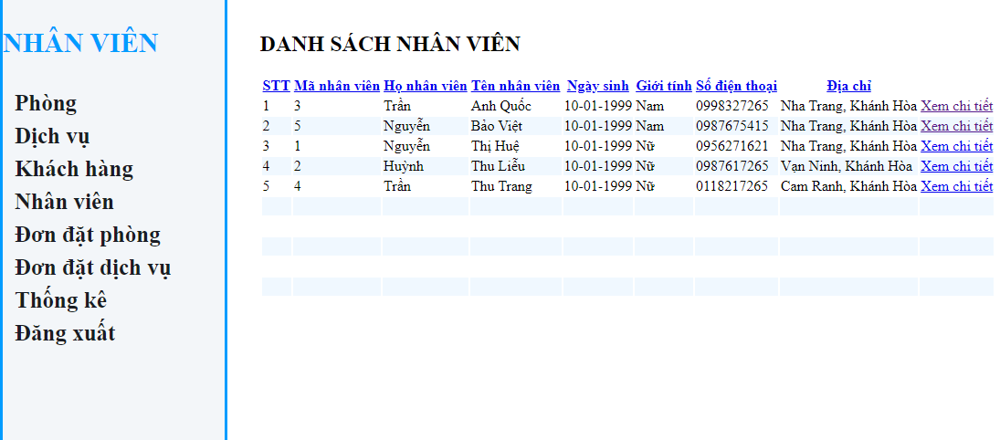 NHÂN VIÊN
Phòng
Dịch vụ
Khách hàng
Nhân viên
Đơn đặt phòng
Đơn đặt dịch vụ
Thống kê
Đăng xuất
DANH SÁCH NHÂN VIÊN
STT Mã nhân viên Họ nhân viên Tên nhân viên Ngày sinh Giới tính Số điện thoại Địa chỉ
1 3 Trần Anh Quốc 10-01-1999 Nam 0998327265 Nha Trang, Khánh Hòa Xem chi tiết
2 5 Nguyễn Bảo Việt 10-01-1999 Nam 0987675415 Nha Trang, Khánh Hòa Xem chi tiết
3 1 Nguyễn Thị Huệ 10-01-1999 Nữ 0956271621 Nha Trang, Khánh Hòa Xem chi tiết
4 2 Huỳnh Thu Liễu 10-01-1999 Nữ 0987617265 Vạn Ninh, Khánh Hòa Xem chi tiết
5 4 Trần Thu Trang 10-01-1999 Nữ 0118217265 Cam Ranh, Khánh Hòa Xem chi tiết